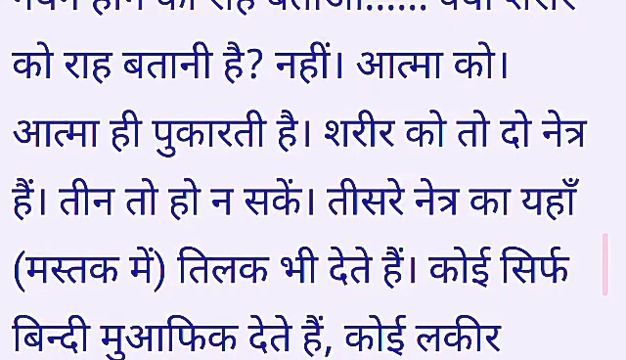 को राह बतानी है? नहीं। आत्मा को।
आत्मा ही पुकारती है। शरीर को तो दो नेत्र
हैं। तीन तो हो न सकें। तीसरे नेत्र का यहाँ
(मस्तक में) तिलक भी देते हैं। कोई सिर्फ
बिन्दी मुआफिक देते हैं, कोई लकीर